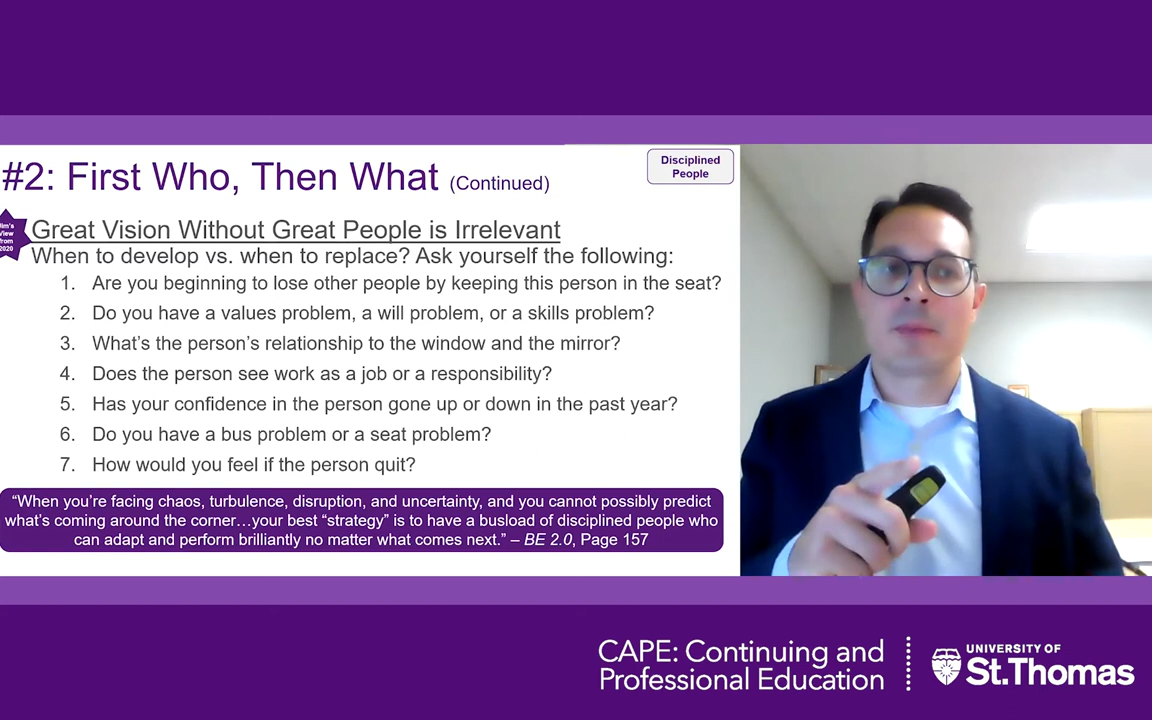 #2: First Who, Then What (Continued)
Disciplined
People
Jim's
View
from
2020
Great Vision Without Great People is Irrelevant
When to develop vs. when to replace? Ask yourself the following:
1. Are you beginning to lose other people by keeping this person in the seat?
2. Do you have a values problem, a will problem, or a skills problem?
3. What's the person's relationship to the window and the mirror?
4. Does the person see work as a job or a responsibility?
5. Has your confidence in the person gone up or down in the past year?
6. Do you have a bus problem or a seat problem?
7. How would you feel if the person quit?
“When you’re facing chaos, turbulence, disruption, and uncertainty, and you cannot possibly predict
what’s coming around the corner…your best “strategy” is to have a busload of disciplined people who
can adapt and perform brilliantly no matter what comes next.” – BE 2.0, Page 157
CAPE: Continuing and
Professional Education
UNIVERSITY OF
St.Thomas